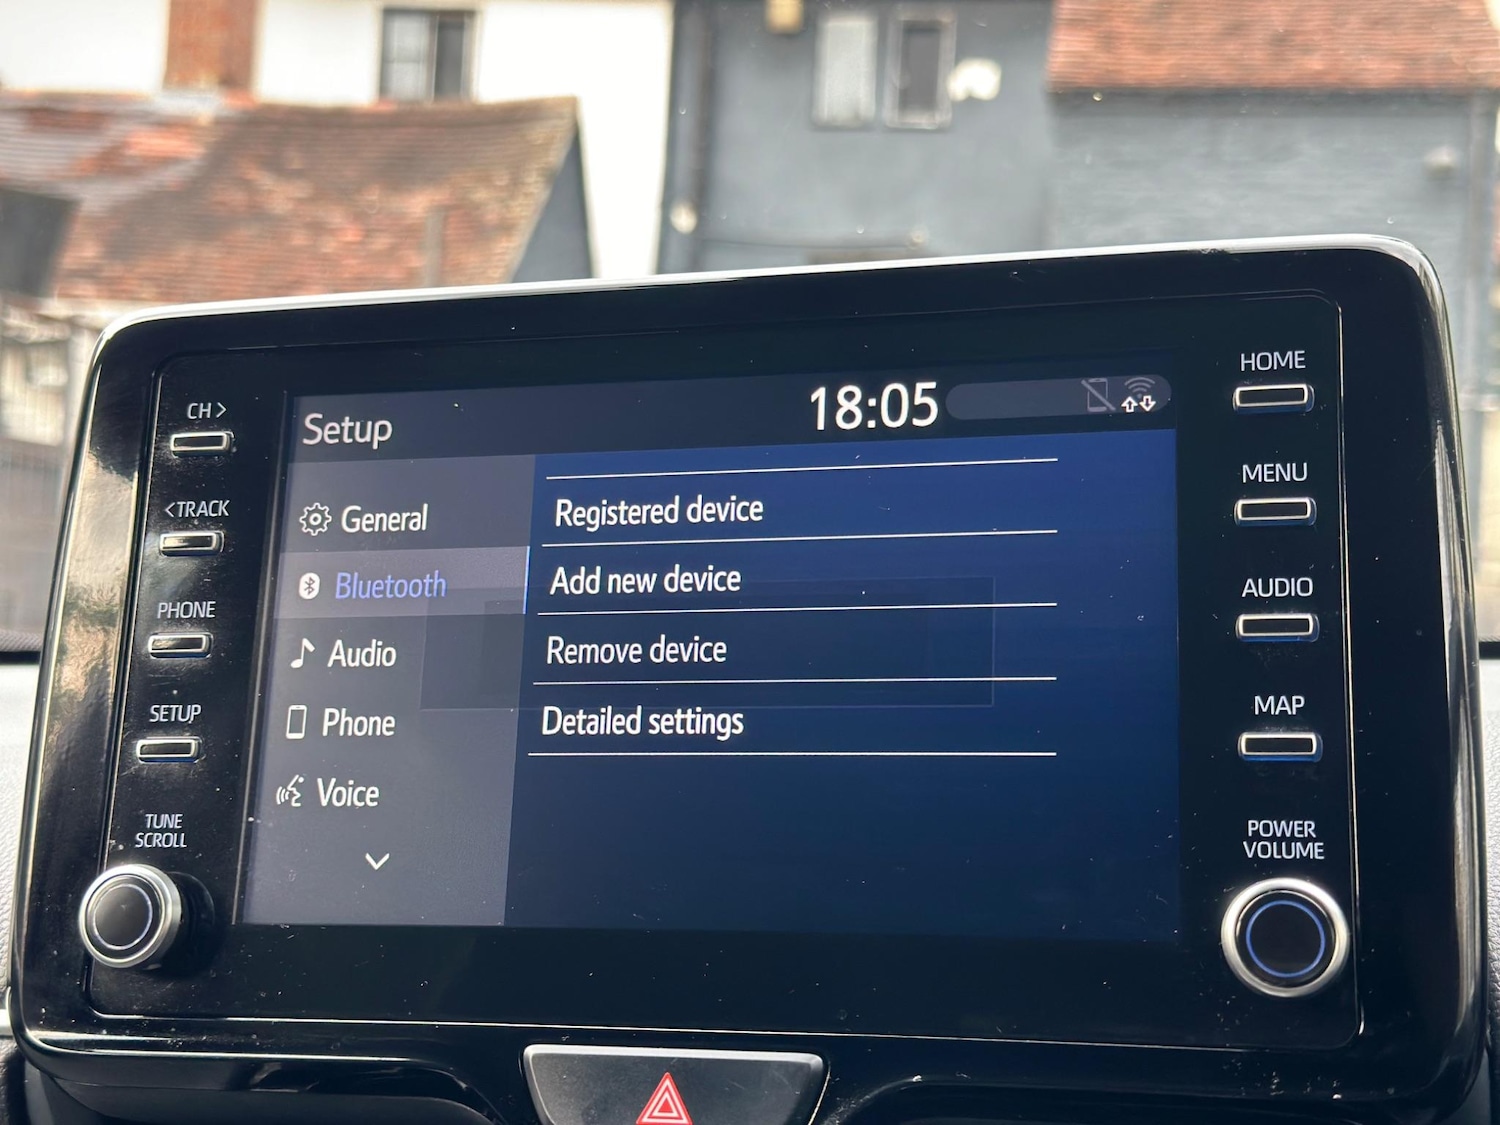 Setup
18:05
General
Bluetooth
Audio
Phone
Voice
Registered device
Add new device
Remove device
Detailed settings
CH>
<TRACK
PHONE
SETUP
TUNE
SCROLL
HOME
MENU
AUDIO
MAP
POWER
VOLUME